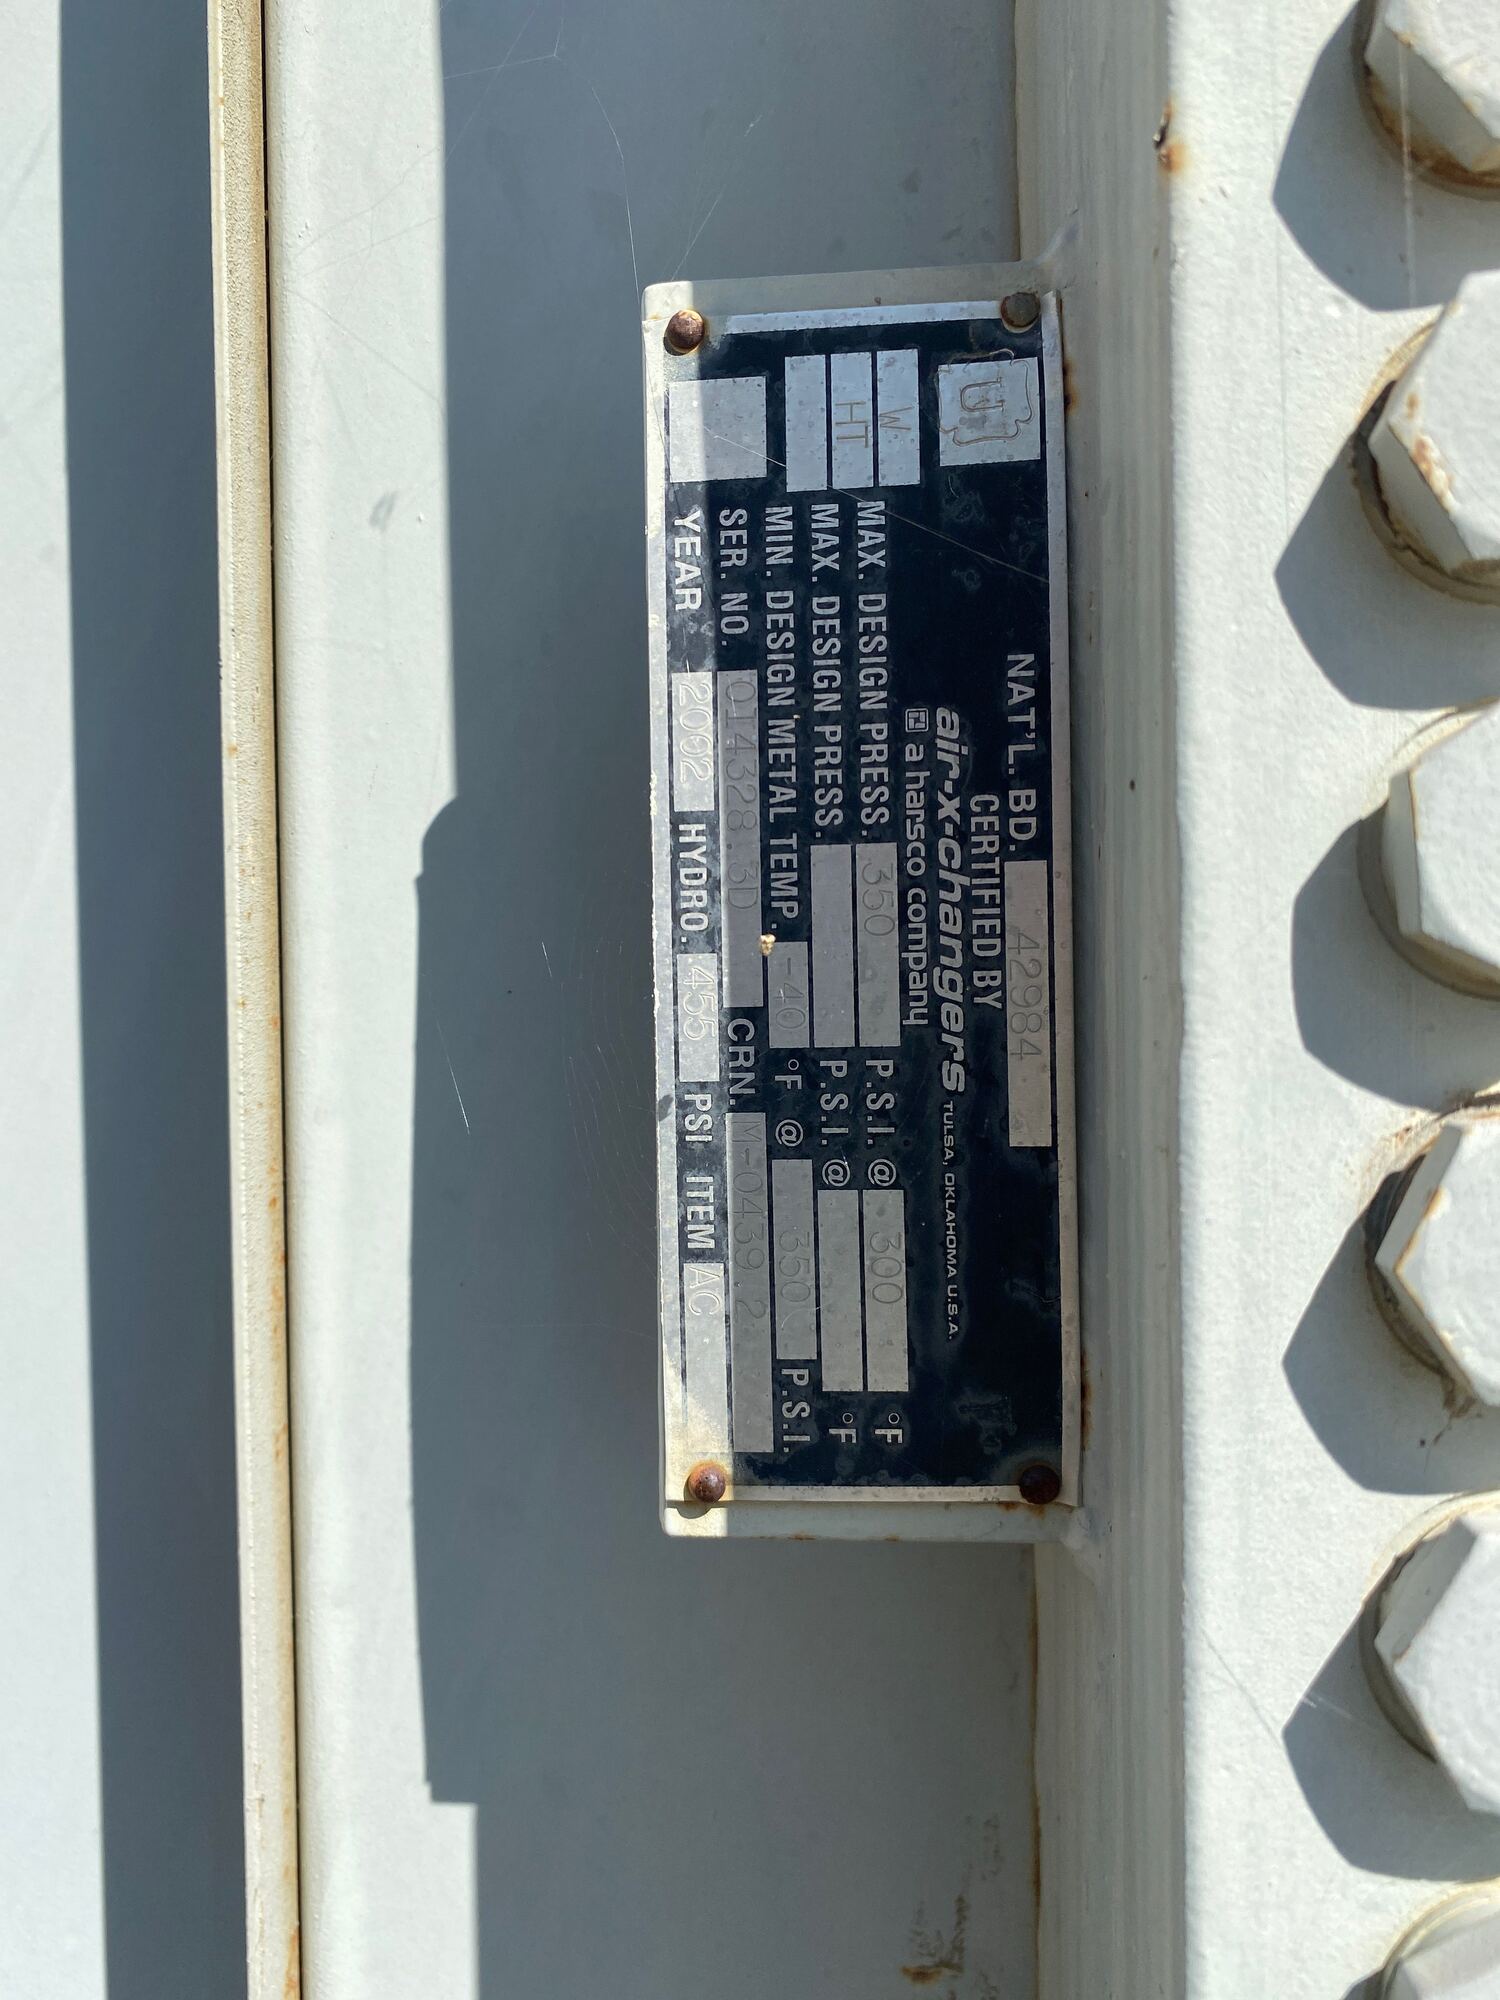 NAT'L. BD. 42984
U
CERTIFIED BY
air-x-changers TULSA, OKLAHOMA U.S.A.
a harsco company
W MAX. DESIGN PRESS. 350 P.S.I. @ 300 °F
HT MAX. DESIGN PRESS. P.S.I. @ °F
MIN. DESIGN METAL TEMP. -40 °F @ 350 P.S.I.
SER. NO. 014328.3D CRN. M-0439.2
YEAR 2002 HYDRO. 455 PSI ITEM AC